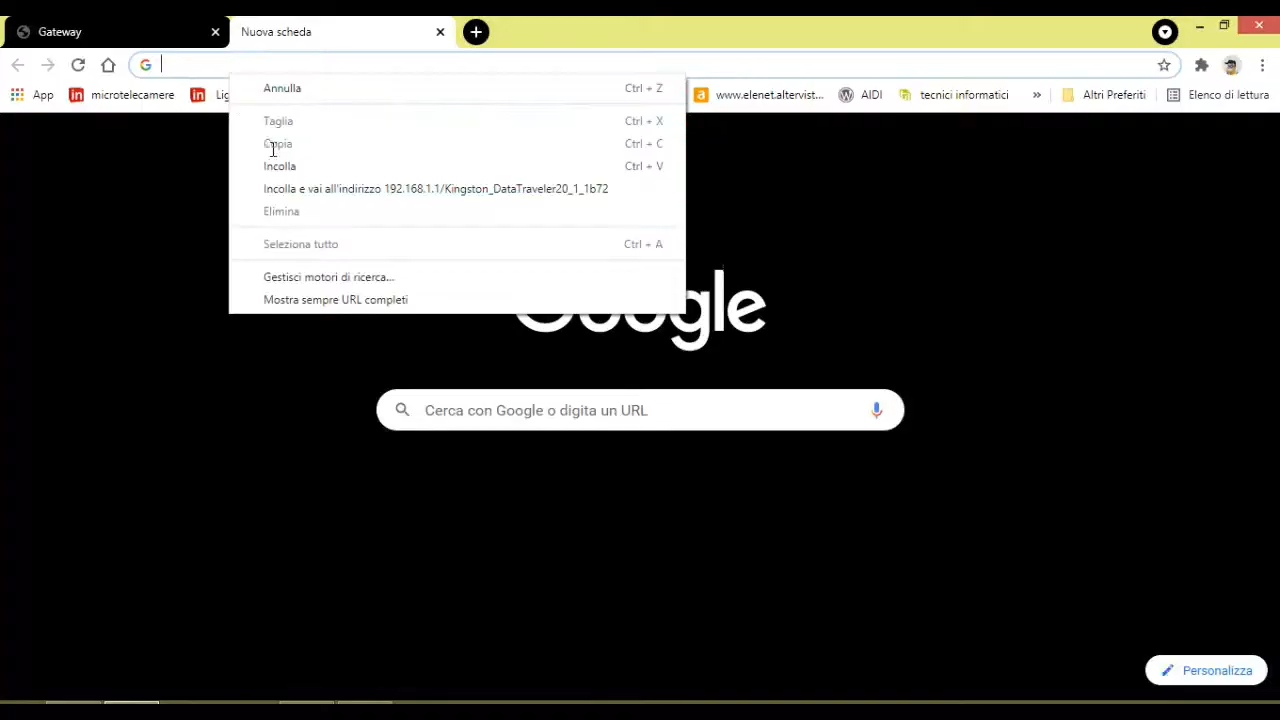 Gateway
Nuova scheda
App
microtelecamere
Lig
www.elenet.altervist...
AIDI
tecnici informatici
»
Altri Preferiti
Elenco di lettura
Annulla Ctrl + Z
Taglia Ctrl + X
Copia Ctrl + C
Incolla Ctrl + V
Incolla e vai all'indirizzo 192.168.1.1/Kingston_DataTraveler20_1_1b72
Elimina
Seleziona tutto Ctrl + A
Gestisci motori di ricerca...
Mostra sempre URL completi
Google
Cerca con Google o digita un URL
Personalizza